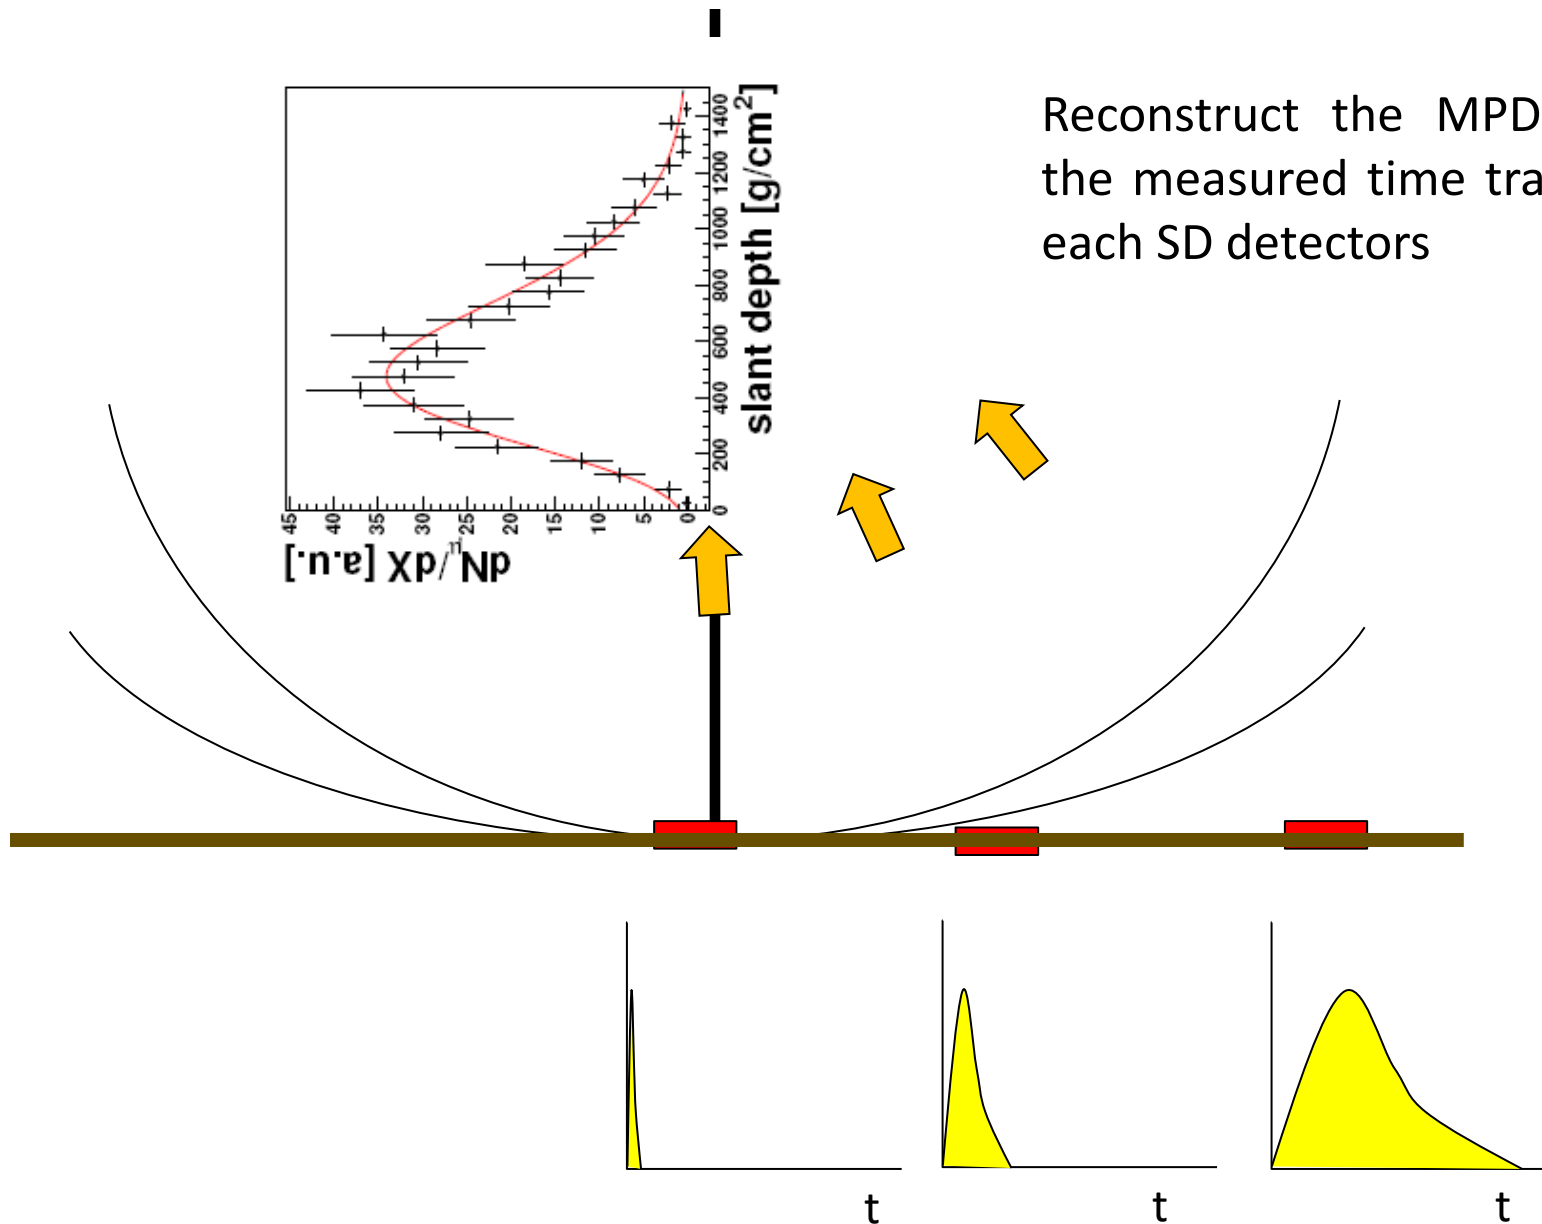 Reconstruct the MPD
the measured time tra
each SD detectors
slant depth [g/cm²]
0 200 400 600 800 1000 1200 1400
45 40 35 30 25 20 15 10 5 0
dNμ/dX [a.u.]
t t t